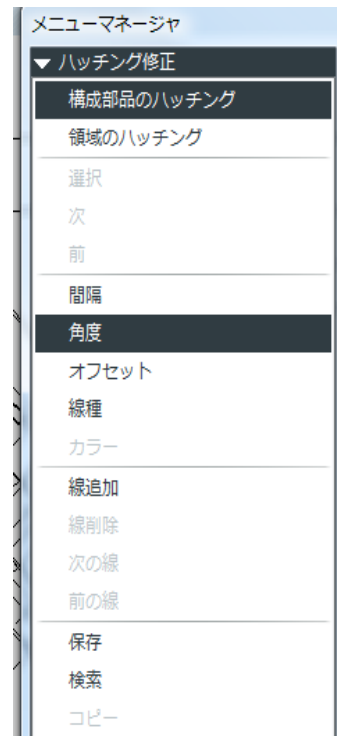 メニューマネージャ
▼ ハッチング修正
構成部品のハッチング
領域のハッチング
選択
次
前
間隔
角度
オフセット
線種
カラー
線追加
線削除
次の線
前の線
保存
検索
コピー